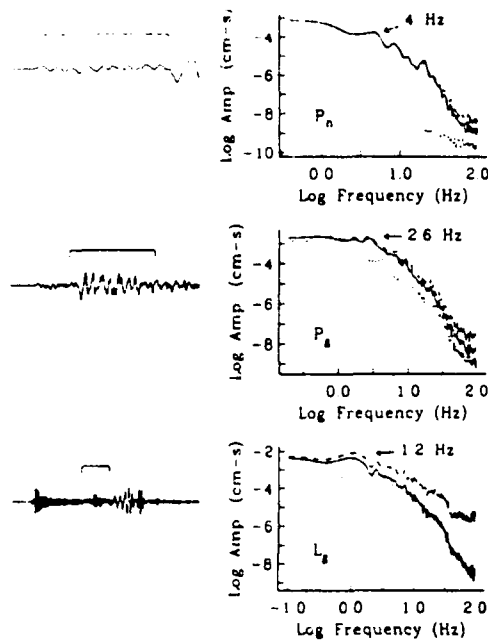 Log Amp (cm-s)
-4
-6
-8
-10
4 Hz
Pn
0 0
1.0
2.0
Log Frequency (Hz)
Log Amp (cm-s)
-4
-6
-8
2 6 Hz
Pg
0.0
1 0
2 0
Log Frequency (Hz)
Log Amp (cm-s)
-2
-4
-6
-8
1 2 Hz
Lg
-1 0
0 0
1 0
2 0
Log Frequency (Hz)